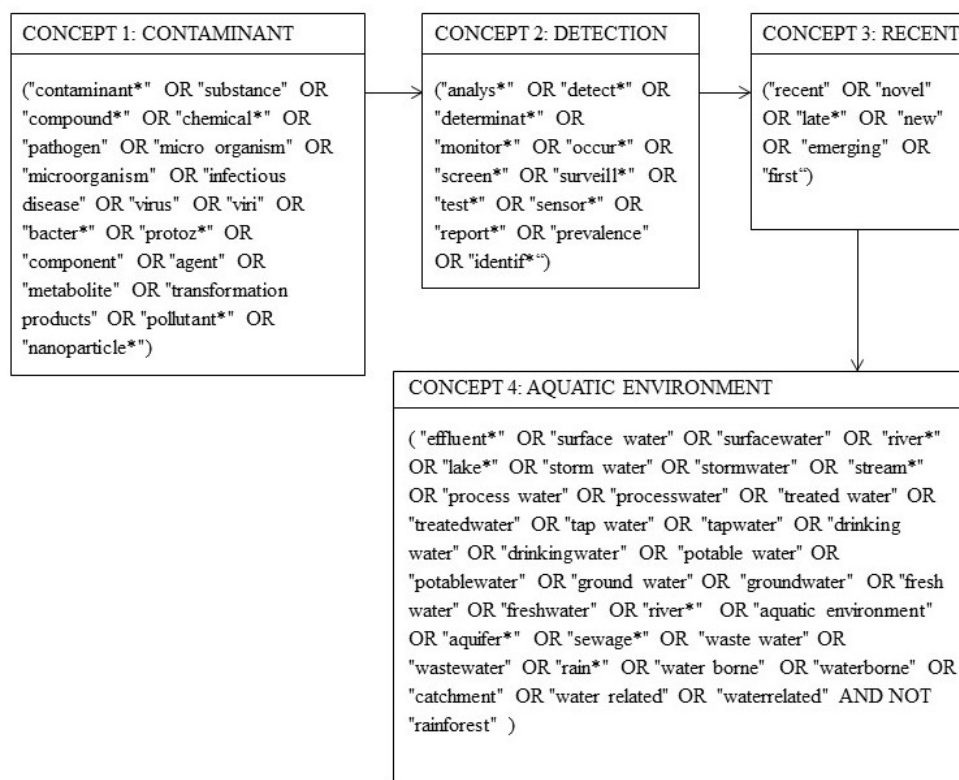 CONCEPT 1: CONTAMINANT
("contaminant*" OR "substance" OR
"compound*" OR "chemical*" OR
"pathogen" OR "micro organism" OR
"microorganism" OR "infectious
disease" OR "virus" OR "viri" OR
"bacter*" OR "protoz*" OR
"component" OR "agent" OR
"metabolite" OR "transformation
products" OR "pollutant*" OR
"nanoparticle*")
CONCEPT 2: DETECTION
("analys*" OR "detect*" OR
"determinat*" OR
"monitor*" OR "occur*" OR
"screen*" OR "surveill*" OR
"test*" OR "sensor*" OR
"report*" OR "prevalence"
OR "identif*“)
CONCEPT 3: RECENT
("recent" OR "novel"
OR "late*" OR "new"
OR "emerging" OR
"first“)
CONCEPT 4: AQUATIC ENVIRONMENT
( "effluent*" OR "surface water" OR "surfacewater" OR "river*"
OR "lake*" OR "storm water" OR "stormwater" OR "stream*"
OR "process water" OR "processwater" OR "treated water" OR
"treatedwater" OR "tap water" OR "tapwater" OR "drinking
water" OR "drinkingwater" OR "potable water" OR
"potablewater" OR "ground water" OR "groundwater" OR "fresh
water" OR "freshwater" OR "river*" OR "aquatic environment"
OR "aquifer*" OR "sewage*" OR "waste water" OR
"wastewater" OR "rain*" OR "water borne" OR "waterborne" OR
"catchment" OR "water related" OR "waterrelated" AND NOT
"rainforest" )